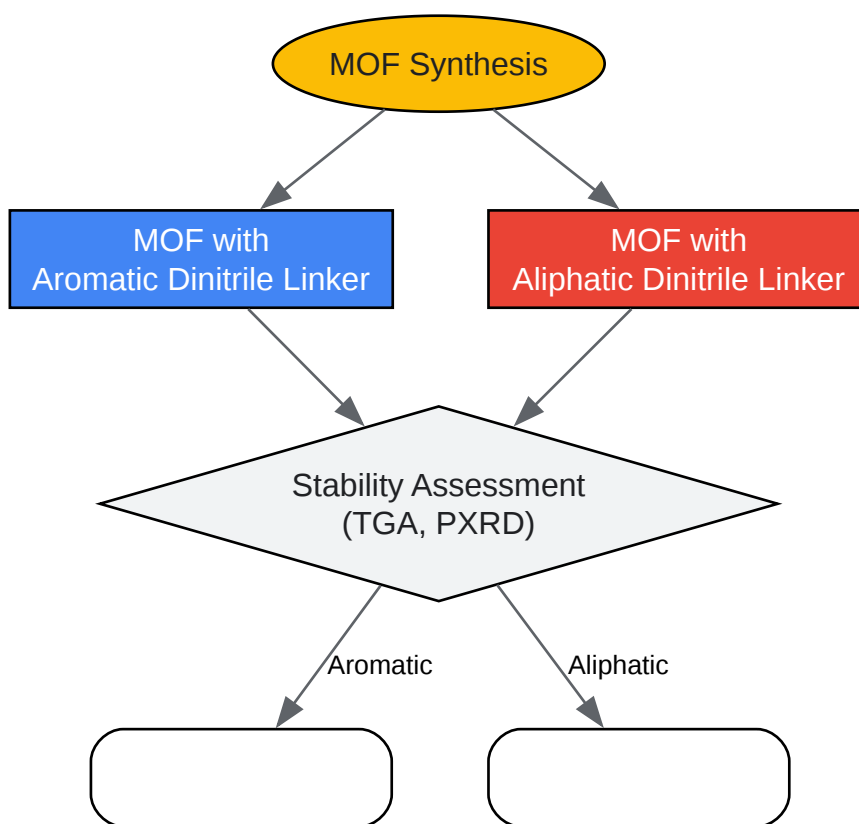 MOF Synthesis
MOF with
Aromatic Dinitrile Linker
MOF with
Aliphatic Dinitrile Linker
Stability Assessment
(TGA, PXRD)
Aromatic
Aliphatic